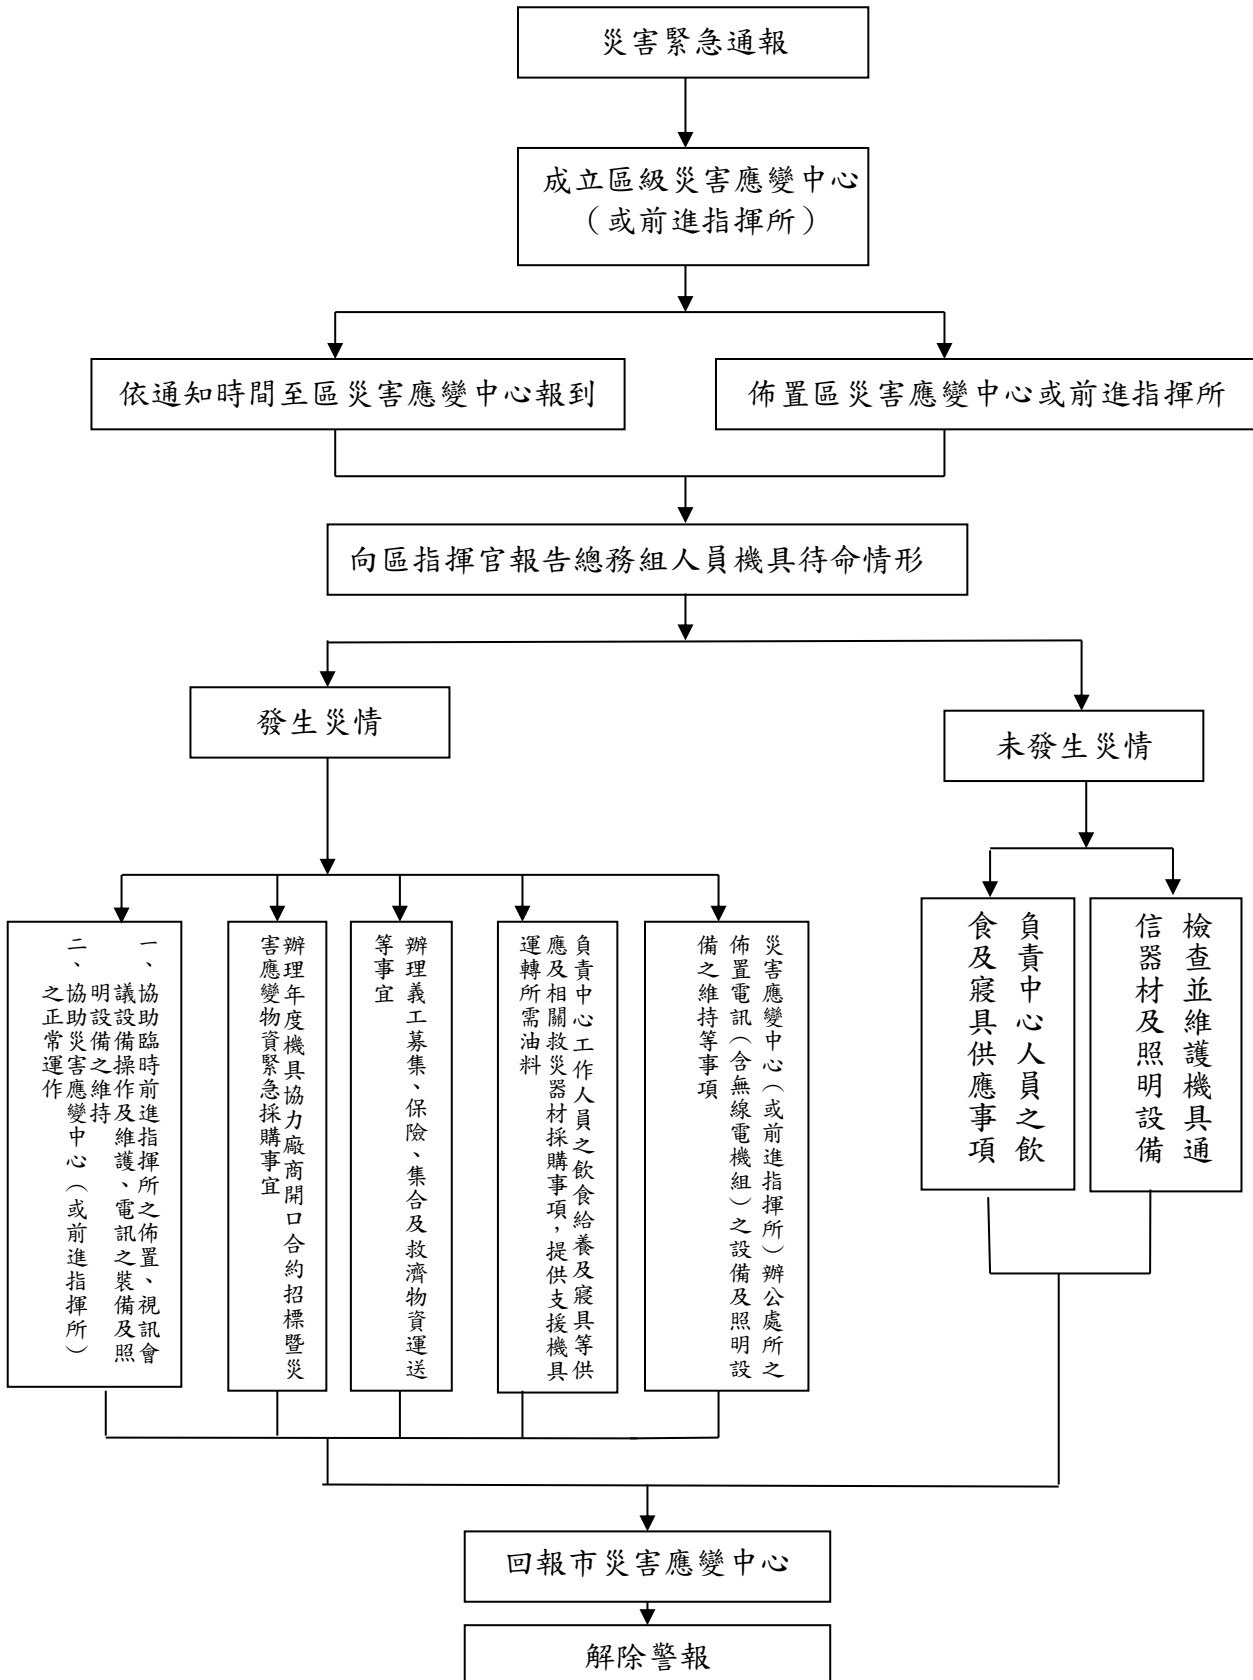 災害緊急通報
成立區級災害應變中心
（或前進指揮所）
依通知時間至區災害應變中心報到
佈置區災害應變中心或前進指揮所
向區指揮官報告總務組人員機具待命情形
發生災情
未發生災情
一、協助臨時前進指揮所之佈置、視訊會
議設備操作及維護、電訊之裝備及照
明設備之維持
二、協助災害應變中心（或前進指揮所）
之正常運作
辦理年度機具協力廠商開口合約招標暨災
害應變物資緊急採購事宜
辦理義工募集、保險、集合及救濟物資運送
等事宜
負責中心工作人員之飲食給養及寢具等供
應及相關救災器材採購事項，提供支援機具
運轉所需油料
災害應變中心（或前進指揮所）辦公處所之
佈置電訊（含無線電機組）之設備及照明設
備之維持等事項
負責中心人員之飲
食及寢具供應事項
檢查並維護機具通
信器材及照明設備
回報市災害應變中心
解除警報